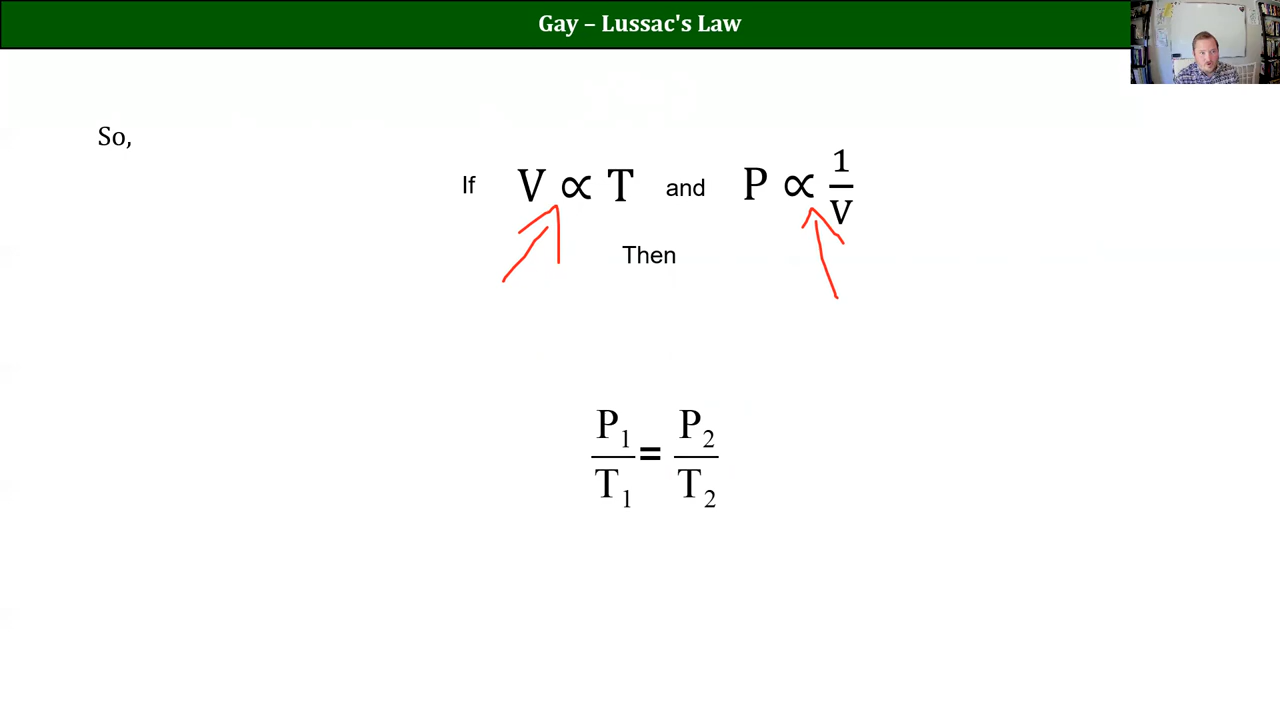 Gay – Lussac's Law
So,
If V ∝ T and P ∝ 1/V
Then
P₁/T₁ = P₂/T₂